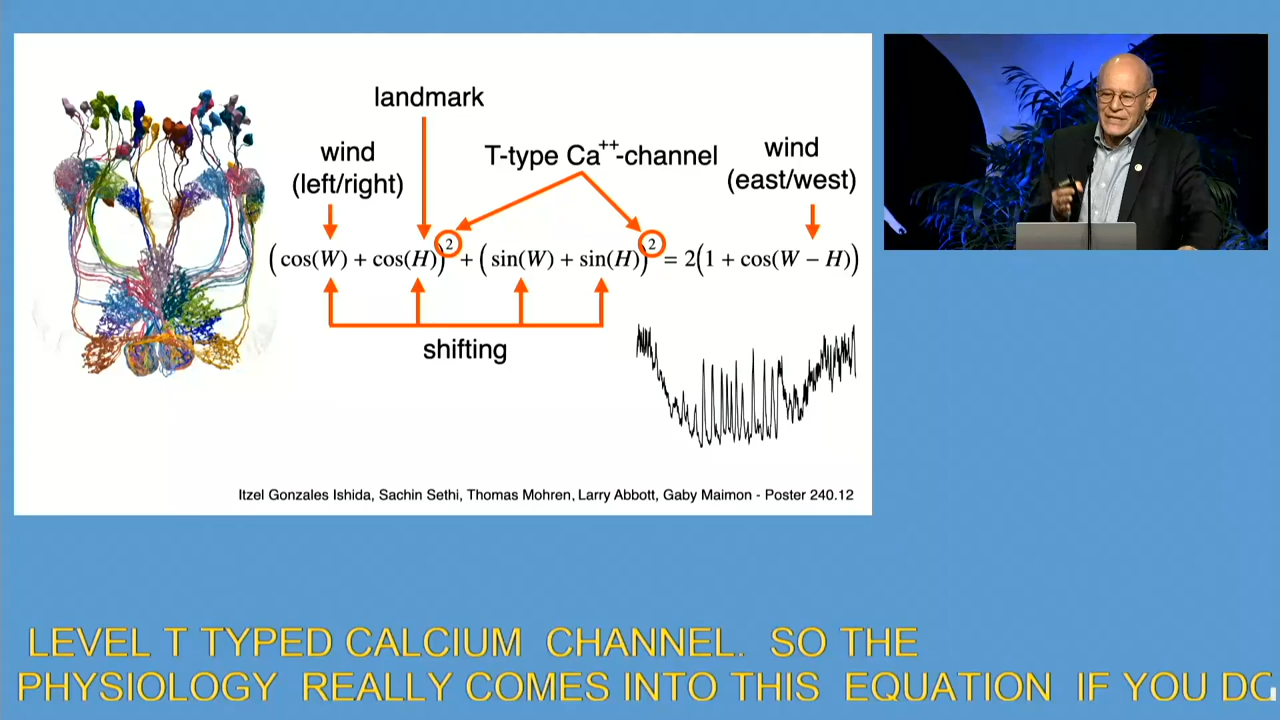 landmark
wind
(left/right)
T-type Ca⁺⁺-channel
wind
(east/west)
(cos(W) + cos(H))² + (sin(W) + sin(H))² = 2(1 + cos(W − H))
shifting
Itzel Gonzales Ishida, Sachin Sethi, Thomas Mohren, Larry Abbott, Gaby Maimon - Poster 240.12
LEVEL T TYPED CALCIUM CHANNEL. SO THE
PHYSIOLOGY REALLY COMES INTO THIS EQUATION IF YOU DO